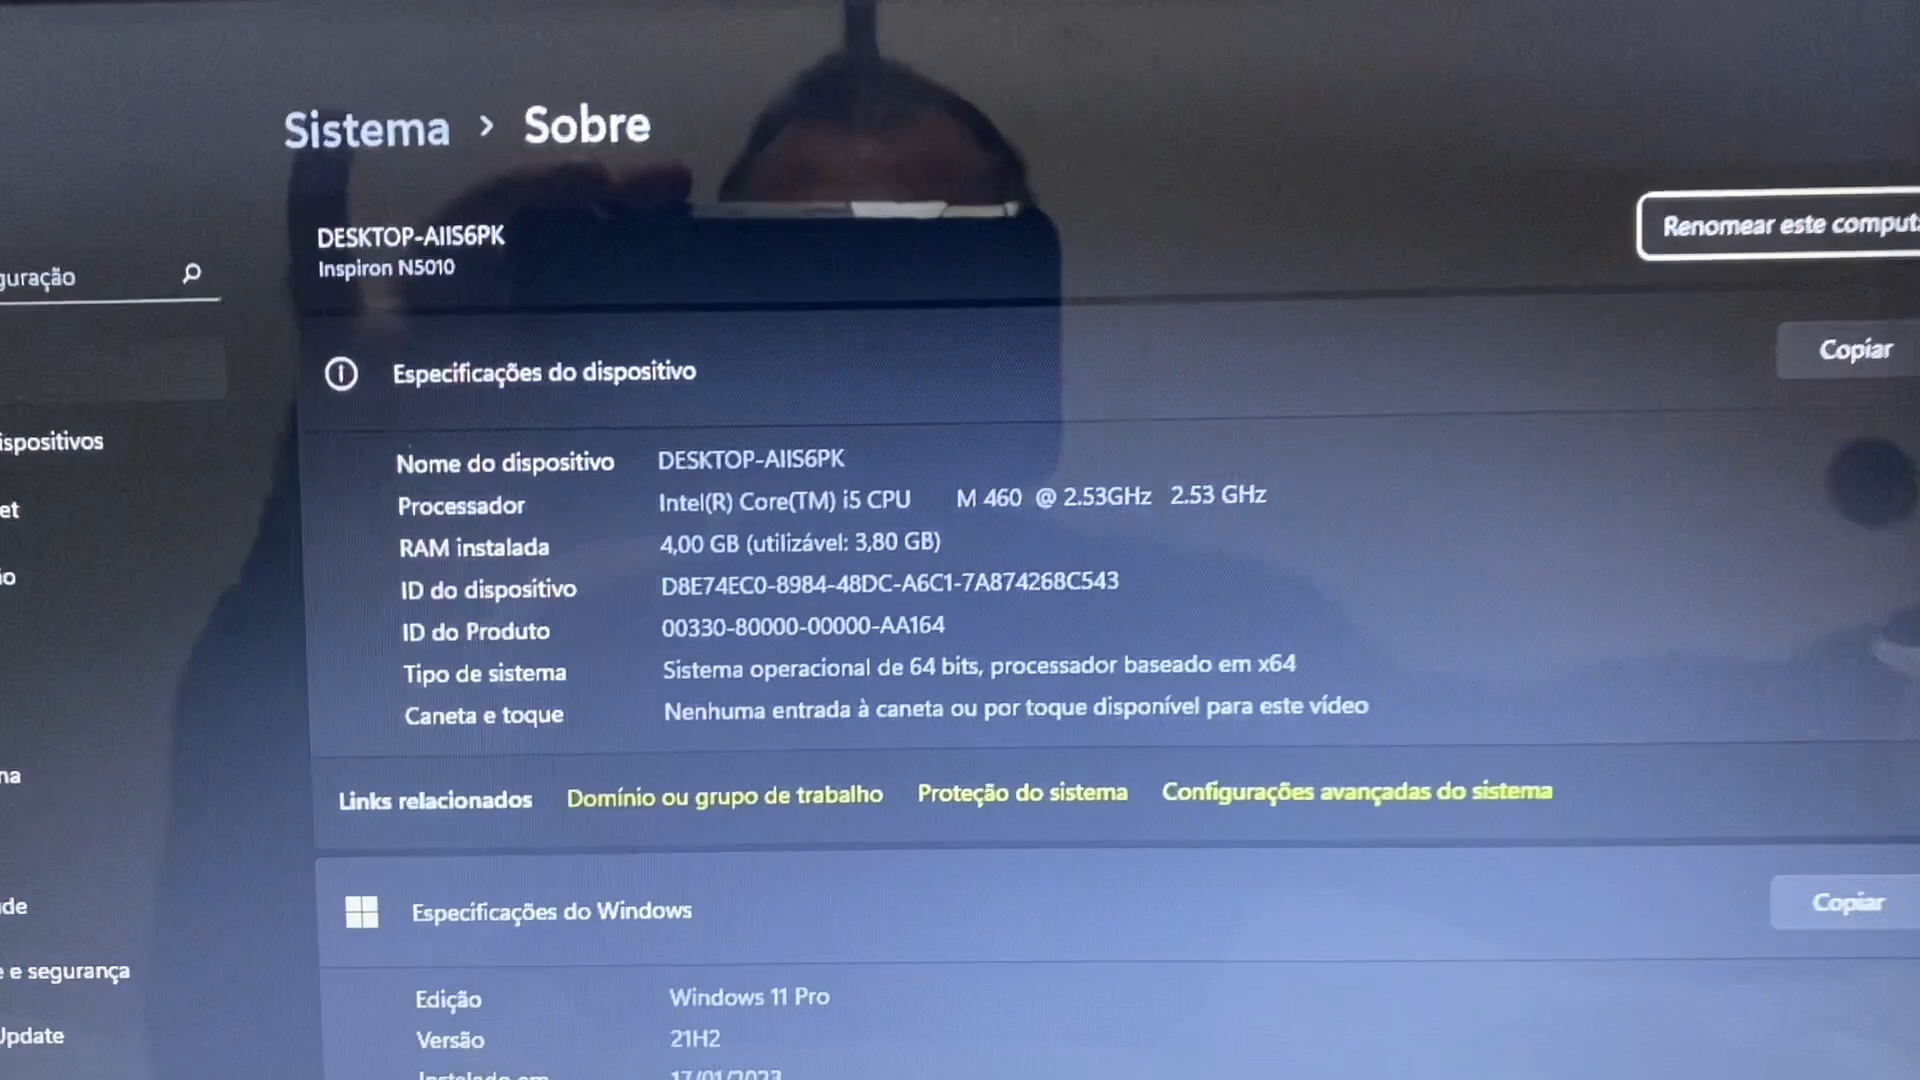 Sistema > Sobre
DESKTOP-AIIS6PK
Inspiron N5010
Renomear este comput
guração
Copiar
Especificações do dispositivo
ispositivos
Nome do dispositivo DESKTOP-AIIS6PK
Processador Intel(R) Core(TM) i5 CPU M 460 @ 2.53GHz 2.53 GHz
et
RAM instalada 4,00 GB (utilizável: 3,80 GB)
ID do dispositivo D8E74EC0-8984-48DC-A6C1-7A874268C543
io
ID do Produto 00330-80000-00000-AA164
Tipo de sistema Sistema operacional de 64 bits, processador baseado em x64
Caneta e toque Nenhuma entrada à caneta ou por toque disponível para este vídeo
na
Links relacionados Domínio ou grupo de trabalho Proteção do sistema Configurações avançadas do sistema
Especificações do Windows
Copiar
de
e e segurança
Edição Windows 11 Pro
Versão 21H2
Update
Instalado em 17/01/2023